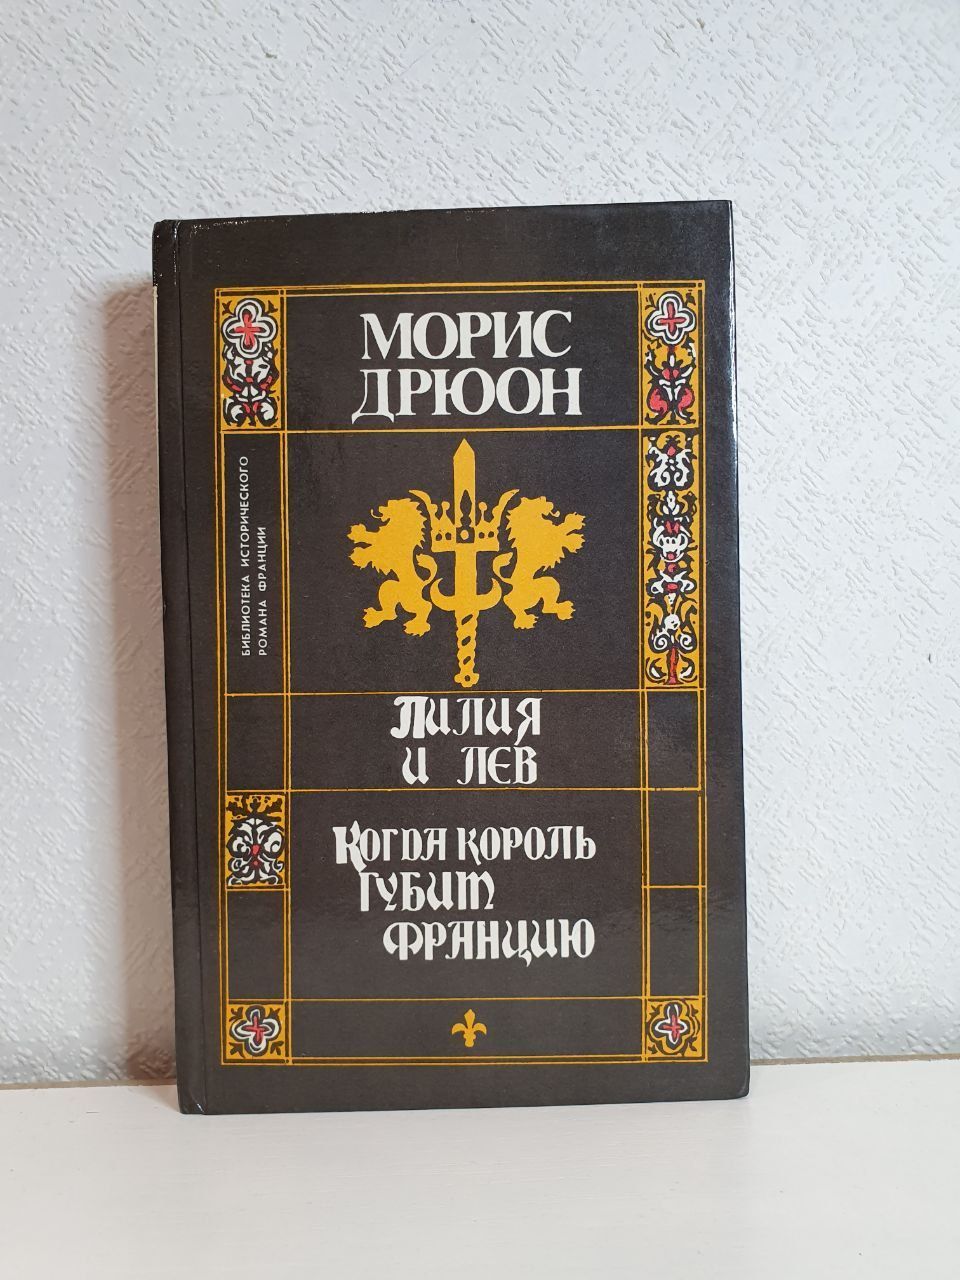 МОРИС
ДРЮОН
БИБЛИОТЕКА ИСТОРИЧЕСКОГО
РОМАНА ФРАНЦИИ
ЛИЛИЯ
И ЛЕВ
КОГДА КОРОЛЬ
ГУБИТ
ФРАНЦИЮ